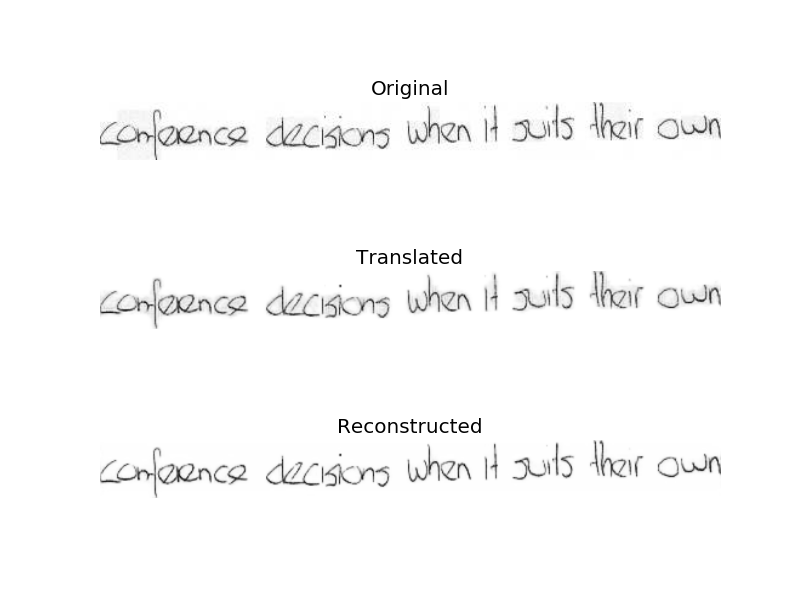 Original
conference decisions when it suits their own
Translated
conference decisions when it suits their own
Reconstructed
conference decisions when it suits their own